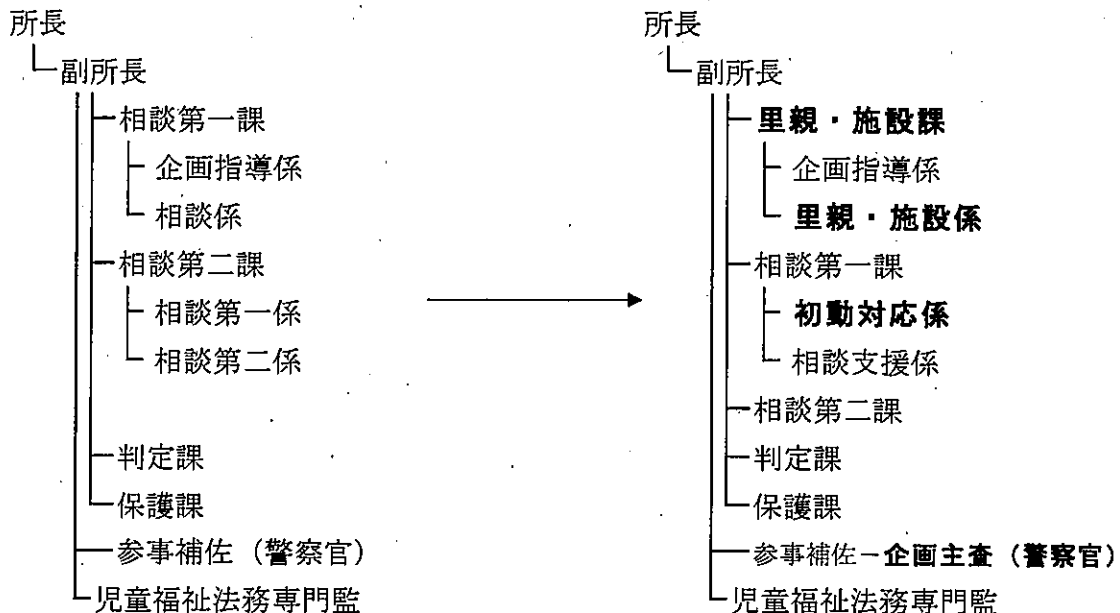 所長
副所長
相談第一課
企画指導係
相談係
相談第二課
相談第一係
相談第二係
判定課
保護課
参事補佐（警察官）
児童福祉法務専門監
所長
副所長
里親・施設課
企画指導係
里親・施設係
相談第一課
初動対応係
相談支援係
相談第二課
判定課
保護課
参事補佐－企画主査（警察官）
児童福祉法務専門監